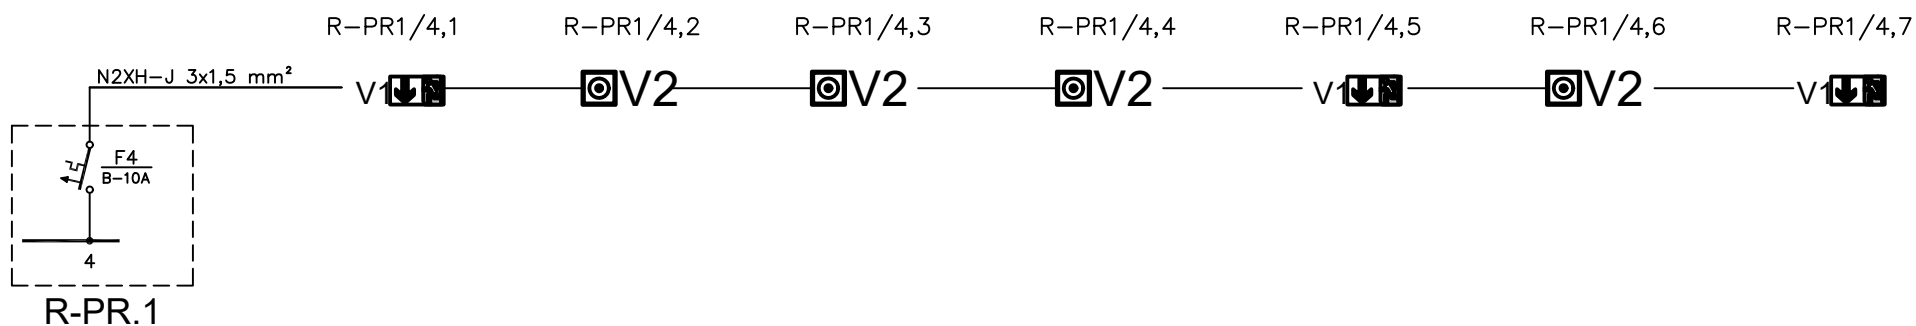 R-PR1/4,1 R-PR1/4,2 R-PR1/4,3 R-PR1/4,4 R-PR1/4,5 R-PR1/4,6 R-PR1/4,7
N2XH-J 3x1,5 mm²
V1 V2 V2 V2 V1 V2 V1
F4
B-10A
4
R-PR.1